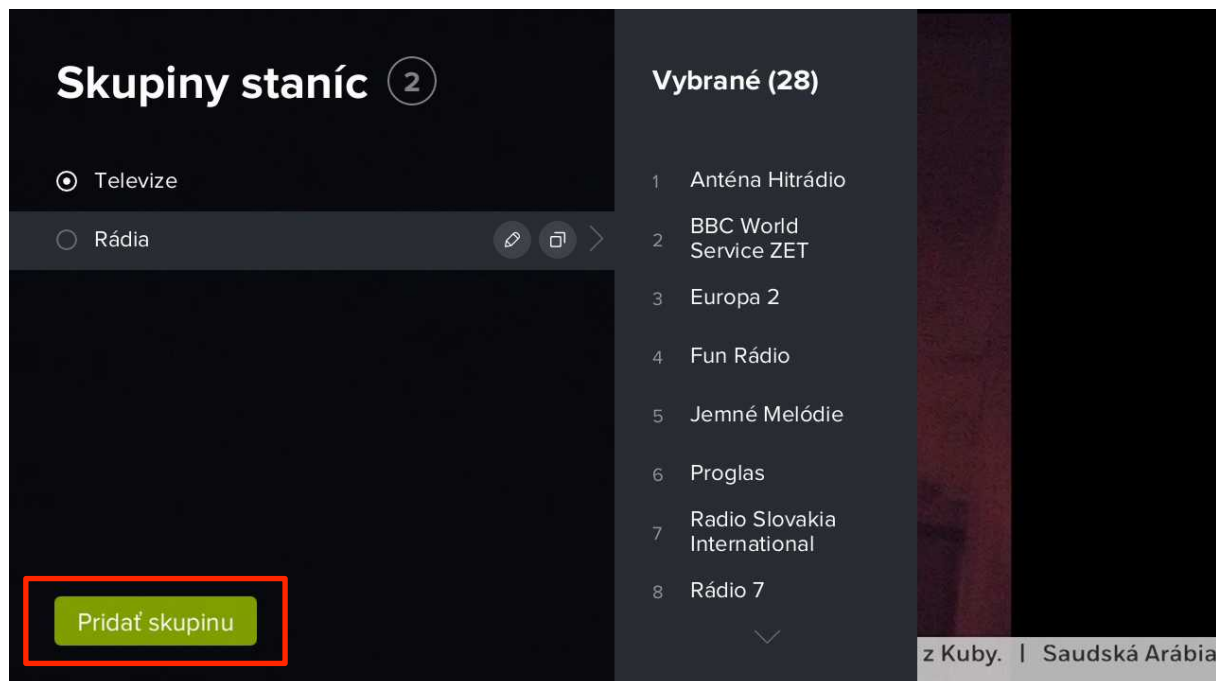 Skupiny staníc 2
Televize
Rádia
Pridať skupinu
Vybrané (28)
1 Anténa Hitrádio
2 BBC World
Service ZET
3 Europa 2
4 Fun Rádio
5 Jemné Melódie
6 Proglas
7 Radio Slovakia
International
8 Rádio 7
z Kuby. | Saudská Arábia